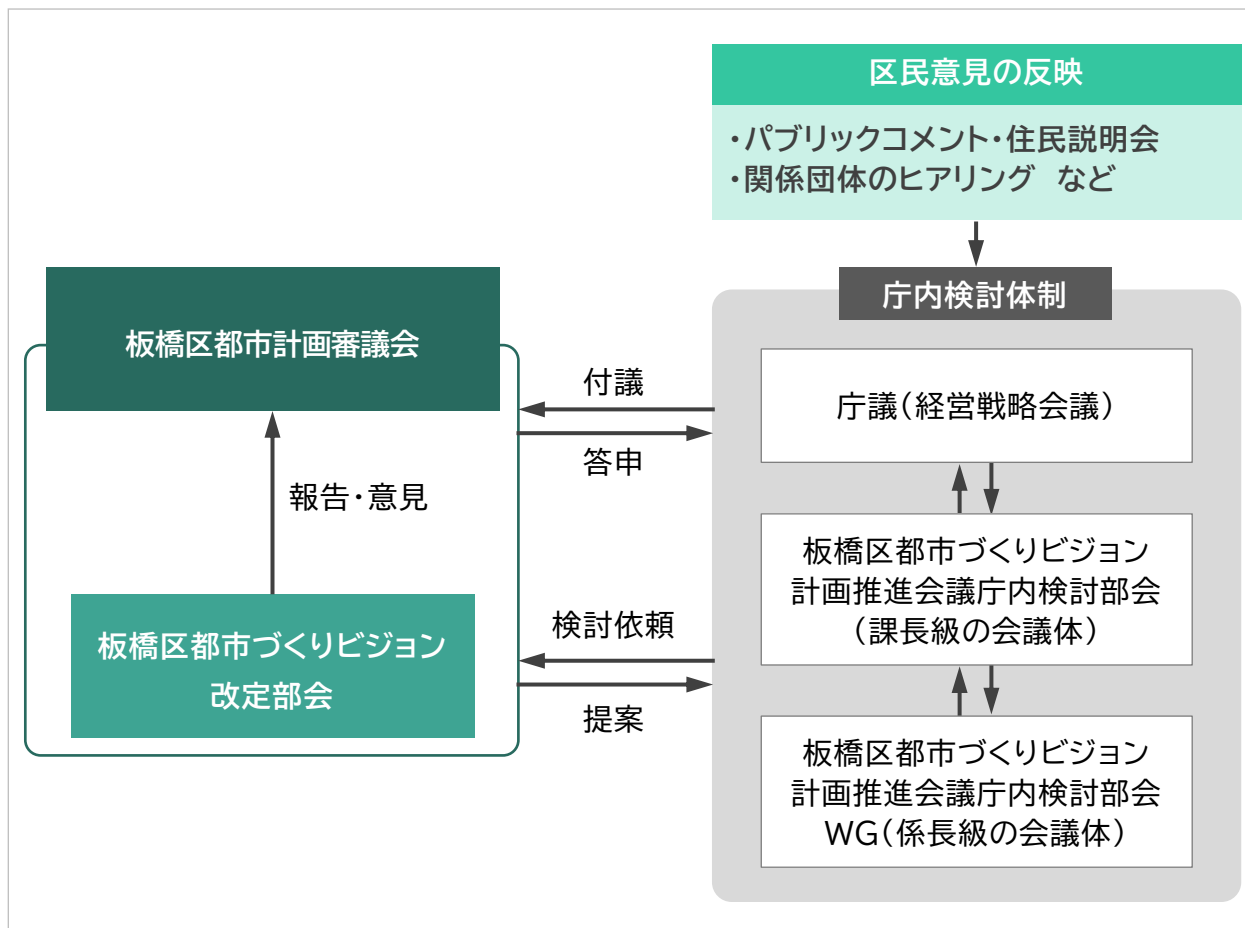 区民意見の反映
・パブリックコメント・住民説明会
・関係団体のヒアリング　など
庁内検討体制
板橋区都市計画審議会
報告・意見
板橋区都市づくりビジョン
改定部会
付議
答申
検討依頼
提案
庁議（経営戦略会議）
板橋区都市づくりビジョン
計画推進会議庁内検討部会
（課長級の会議体）
板橋区都市づくりビジョン
計画推進会議庁内検討部会
WG（係長級の会議体）